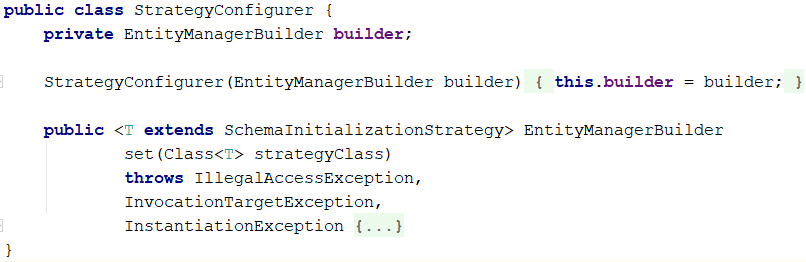 public class StrategyConfigurer {
    private EntityManagerBuilder builder;
    StrategyConfigurer(EntityManagerBuilder builder) { this.builder = builder; }
    public <T extends SchemaInitializationStrategy> EntityManagerBuilder
            set(Class<T> strategyClass)
            throws IllegalAccessException,
            InvocationTargetException,
            InstantiationException {...}
}